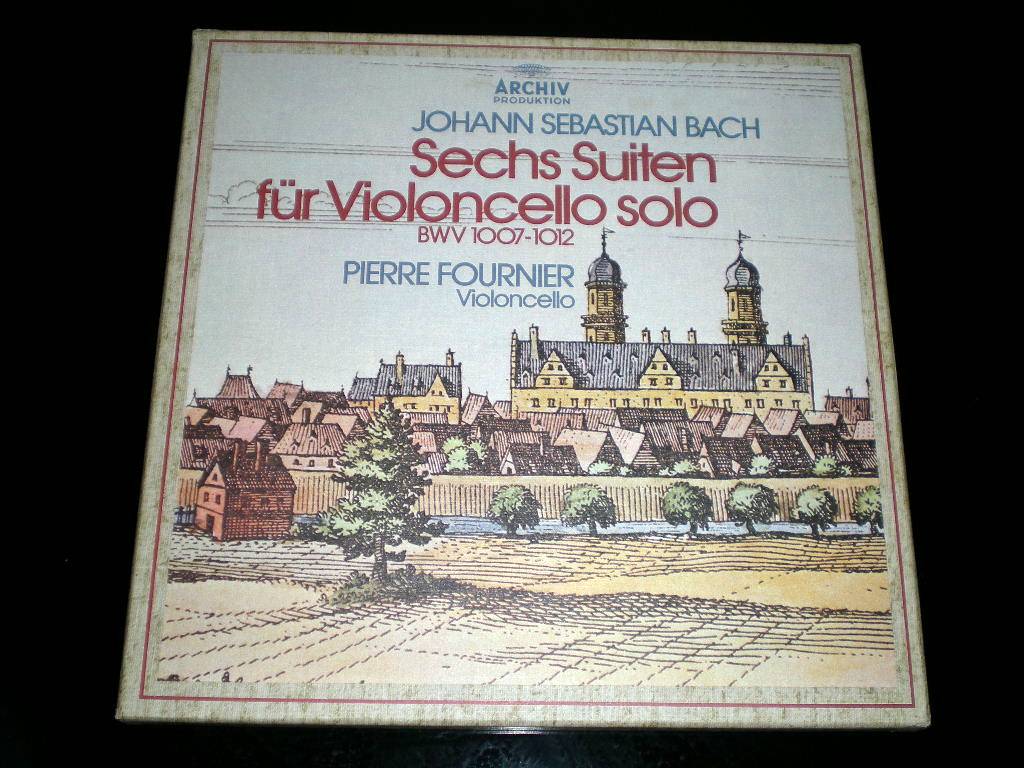 ARCHIV
PRODUKTION
JOHANN SEBASTIAN BACH
Sechs Suiten
für Violoncello solo
BWV 1007-1012
PIERRE FOURNIER
Violoncello